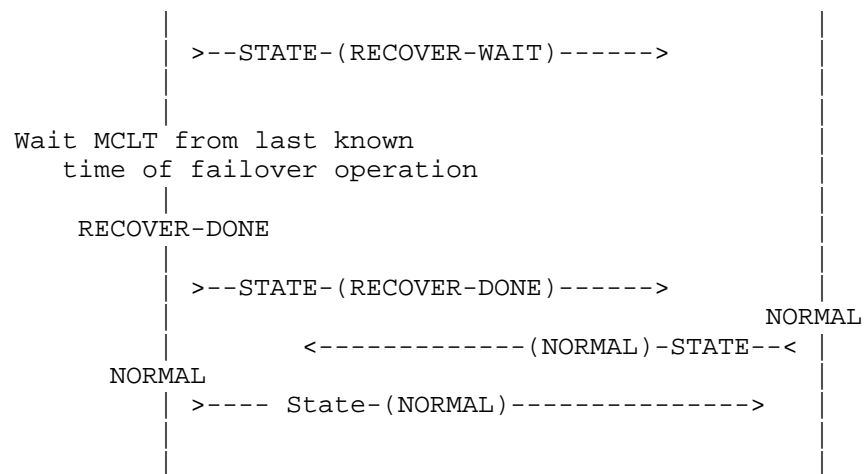 >--STATE-(RECOVER-WAIT)------>
Wait MCLT from last known
time of failover operation
RECOVER-DONE
>--STATE-(RECOVER-DONE)------>
NORMAL
<-------------(NORMAL)-STATE--<
NORMAL
>---- State-(NORMAL)--------------->